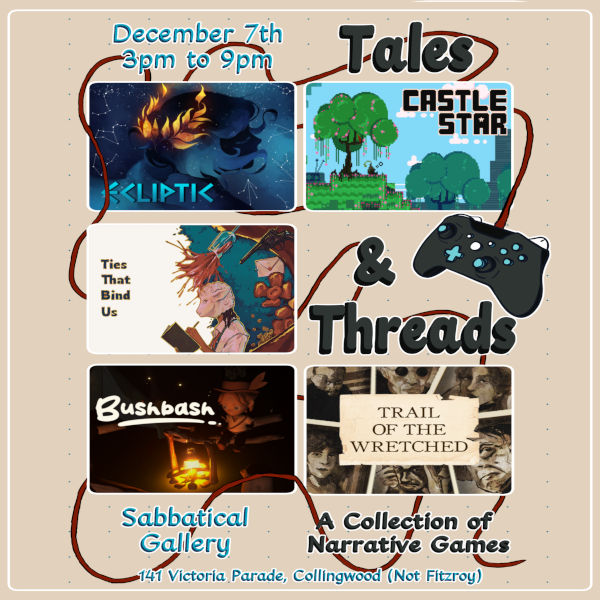 December 7th
3pm to 9pm
Tales
ECLIPTIC
CASTLE
STAR
Ties
That
Bind
Us
&
Threads
Bushbash
TRAIL
OF THE
WRETCHED
Sabbatical
Gallery
A Collection of
Narrative Games
141 Victoria Parade, Collingwood (Not Fitzroy)